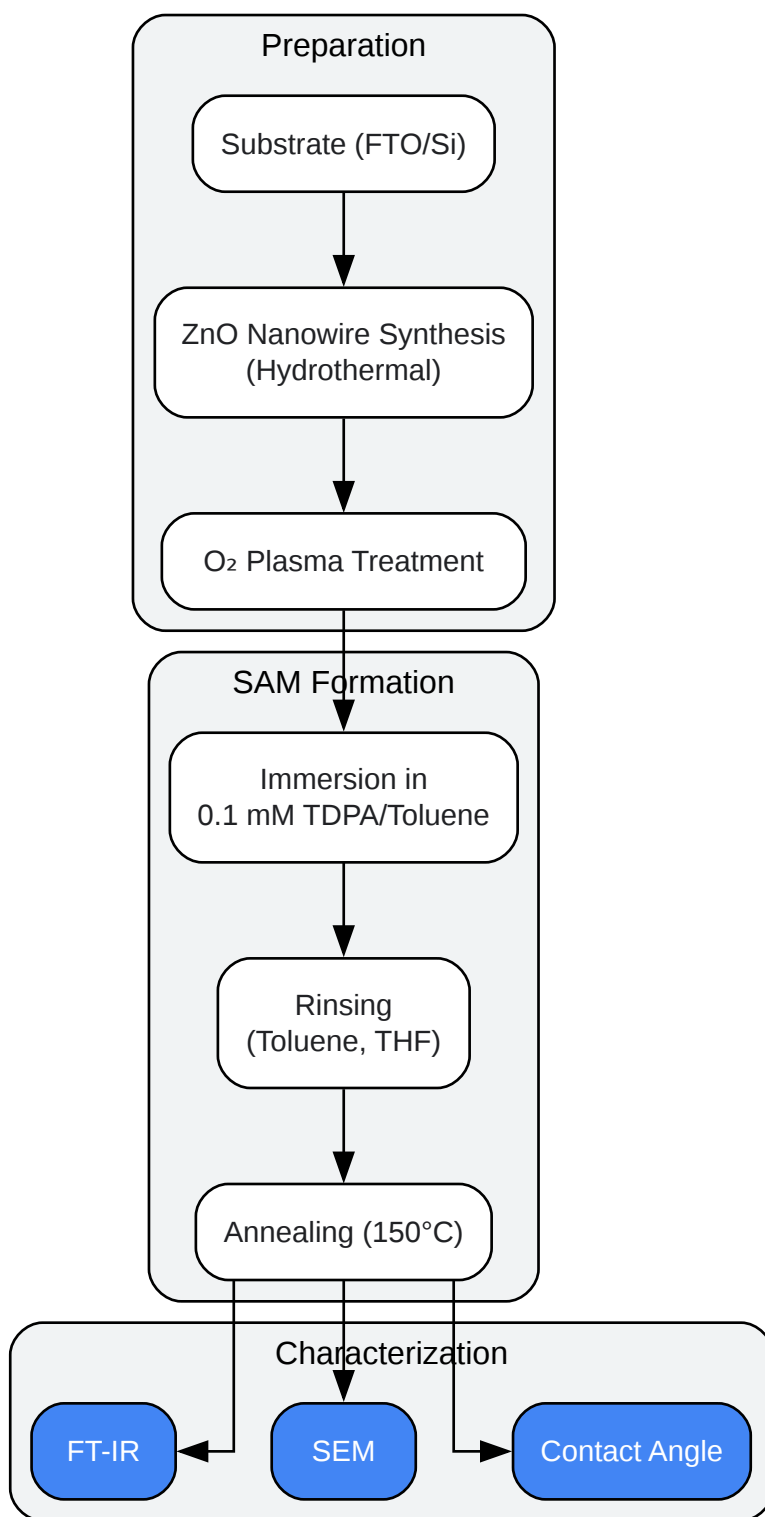 Preparation
Substrate (FTO/Si)
ZnO Nanowire Synthesis
(Hydrothermal)
O₂ Plasma Treatment
SAM Formation
Immersion in
0.1 mM TDPA/Toluene
Rinsing
(Toluene, THF)
Annealing (150°C)
Characterization
FT-IR
SEM
Contact Angle